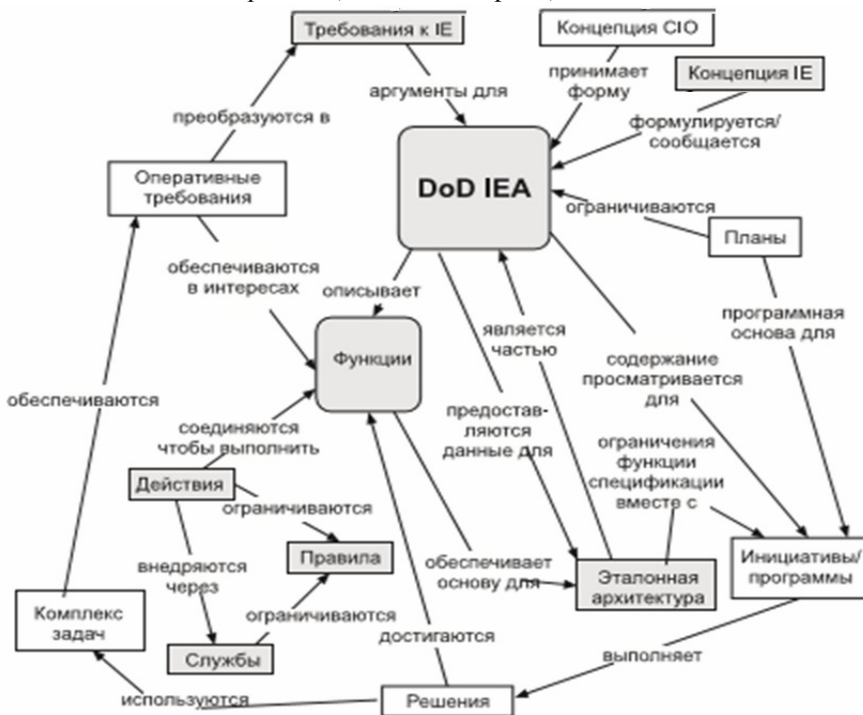 Требования к IE
Концепция CIO
Концепция IE
аргументы для
принимает
форму
преобразуются в
формулируется/
сообщается
Оперативные
требования
DoD IEA
ограничиваются
Планы
обеспечиваются
в интересах
описывает
является
частью
программная
основа для
Функции
содержание
просматривается
для
обеспечиваются
соединяются
чтобы выполнить
предостав-
ляются
данные для
ограничения
функции
спецификации
вместе с
Действия
ограничиваются
Правила
внедряются
через
обеспечивает
основу для
Эталонная
архитектура
Инициативы/
программы
Комплекс
задач
ограничиваются
Службы
достигаются
выполняет
используются
Решения